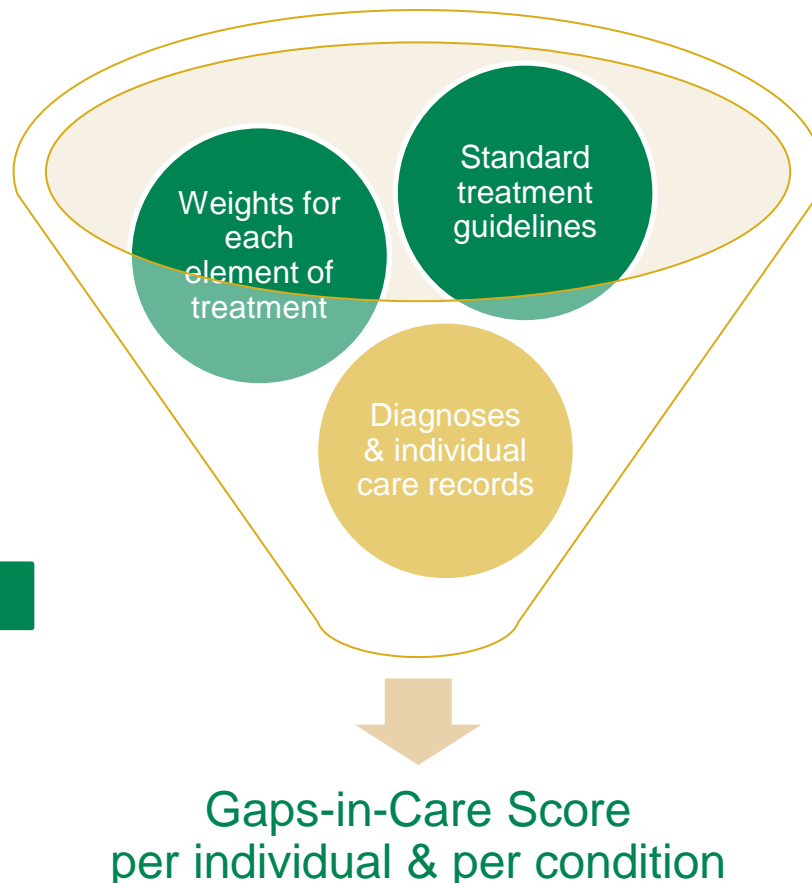 Standard
treatment
guidelines
Weights for
each
element of
treatment
Diagnoses
& individual
care records
Gaps-in-Care Score
per individual & per condition